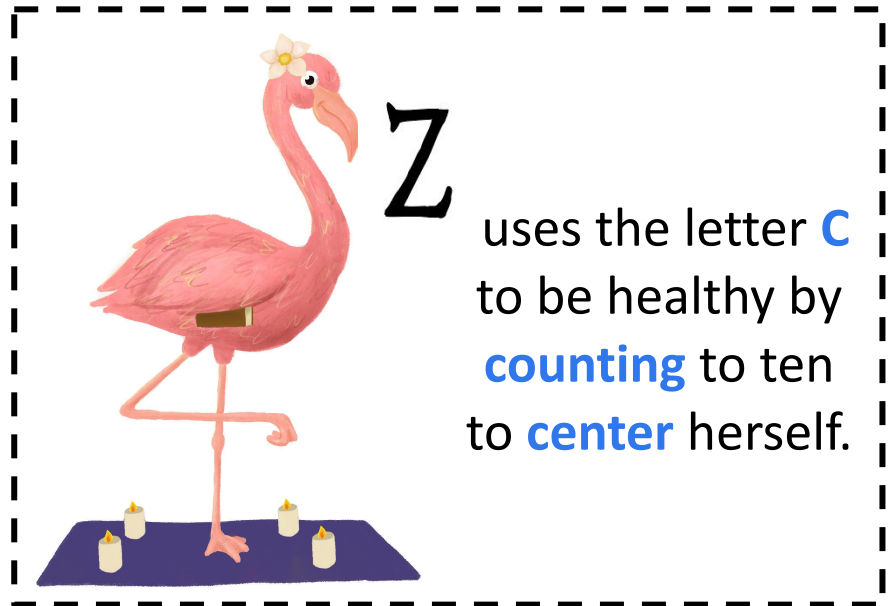 Z
uses the letter C
to be healthy by
counting to ten
to center herself.